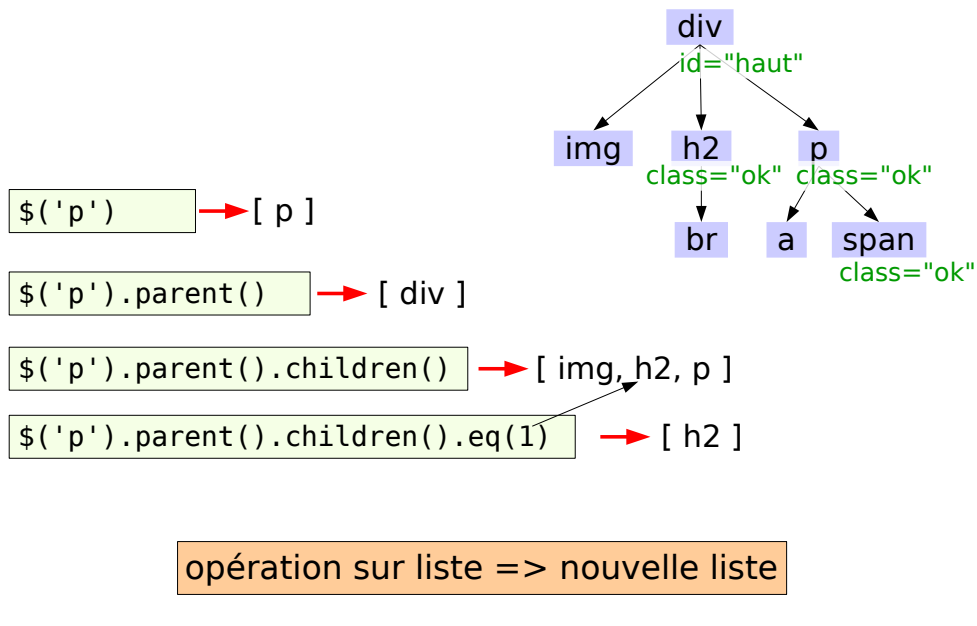 div
id="haut"
img h2 p
class="ok" class="ok"
$('p') [ p ]
br a span
class="ok"
$('p').parent() [ div ]
$('p').parent().children() [ img, h2, p ]
$('p').parent().children().eq(1) [ h2 ]
opération sur liste => nouvelle liste